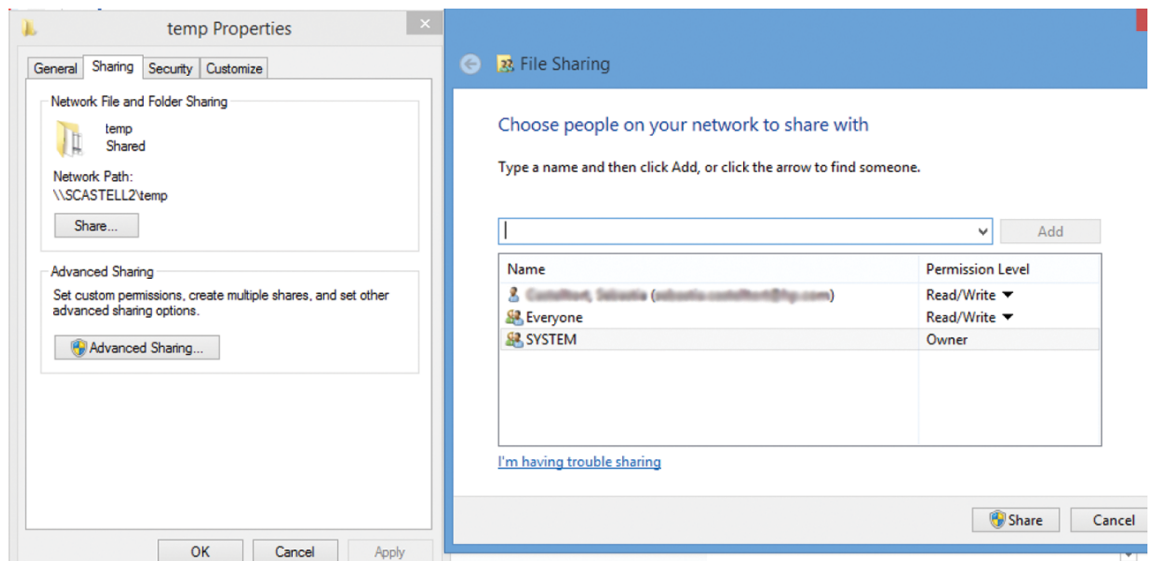 temp Properties
General Sharing Security Customize
Network File and Folder Sharing
temp
Shared
Network Path:
\\SCASTELL2\temp
Share...
Advanced Sharing
Set custom permissions, create multiple shares, and set other
advanced sharing options.
Advanced Sharing...
OK Cancel Apply
File Sharing
Choose people on your network to share with
Type a name and then click Add, or click the arrow to find someone.
Add
Name Permission Level
Read/Write
Everyone Read/Write
SYSTEM Owner
I'm having trouble sharing
Share Cancel